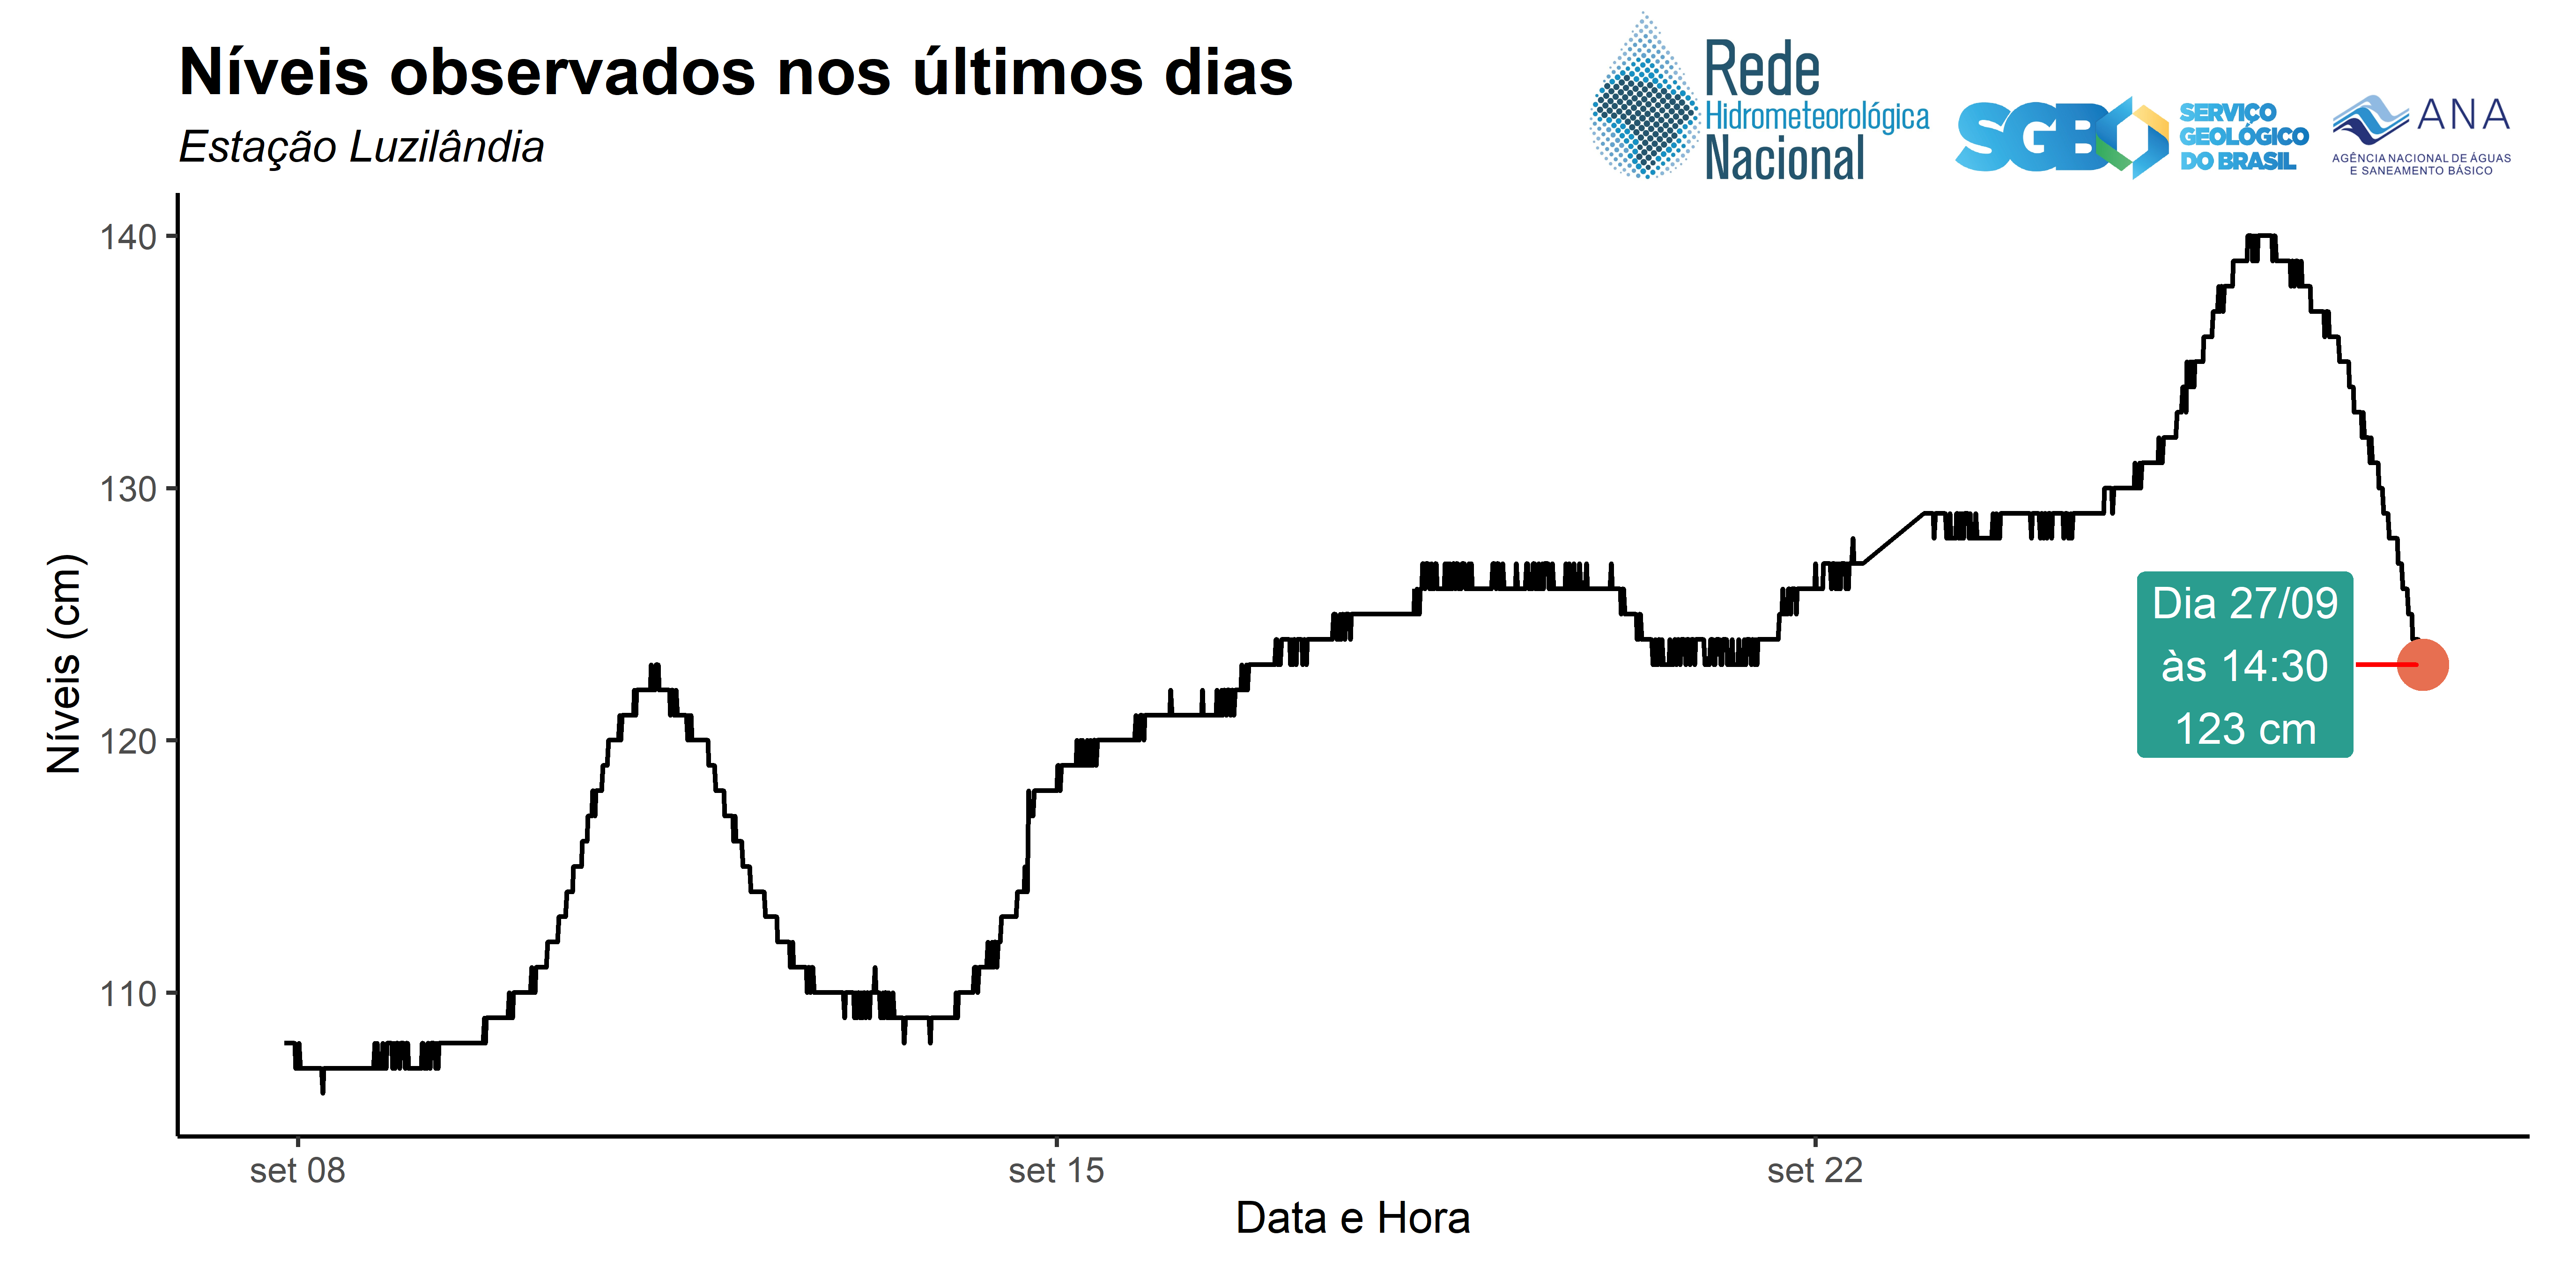 Níveis observados nos últimos dias
Estação Luzilândia
Rede
Hidrometeorológica
Nacional
SGB
SERVIÇO
GEOLÓGICO
DO BRASIL
ANA
AGÊNCIA NACIONAL DE ÁGUAS
E SANEAMENTO BÁSICO
140
130
120
110
Níveis (cm)
Dia 27/09
às 14:30
123 cm
set 08
set 15
set 22
Data e Hora